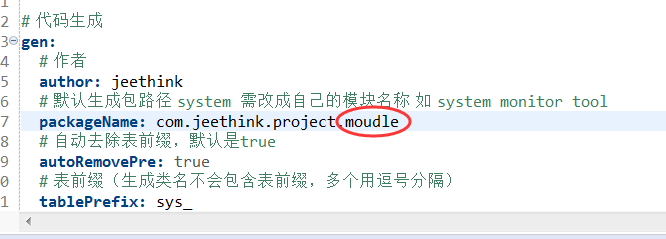 2 # 代码生成
3 gen:
4 # 作者
5 author: jeethink
6 # 默认生成包路径 system 需改成自己的模块名称 如 system monitor tool
7 packageName: com.jeethink.project.moudle
8 # 自动去除表前缀，默认是true
9 autoRemovePre: true
0 # 表前缀（生成类名不会包含表前缀，多个用逗号分隔）
1 tablePrefix: sys_